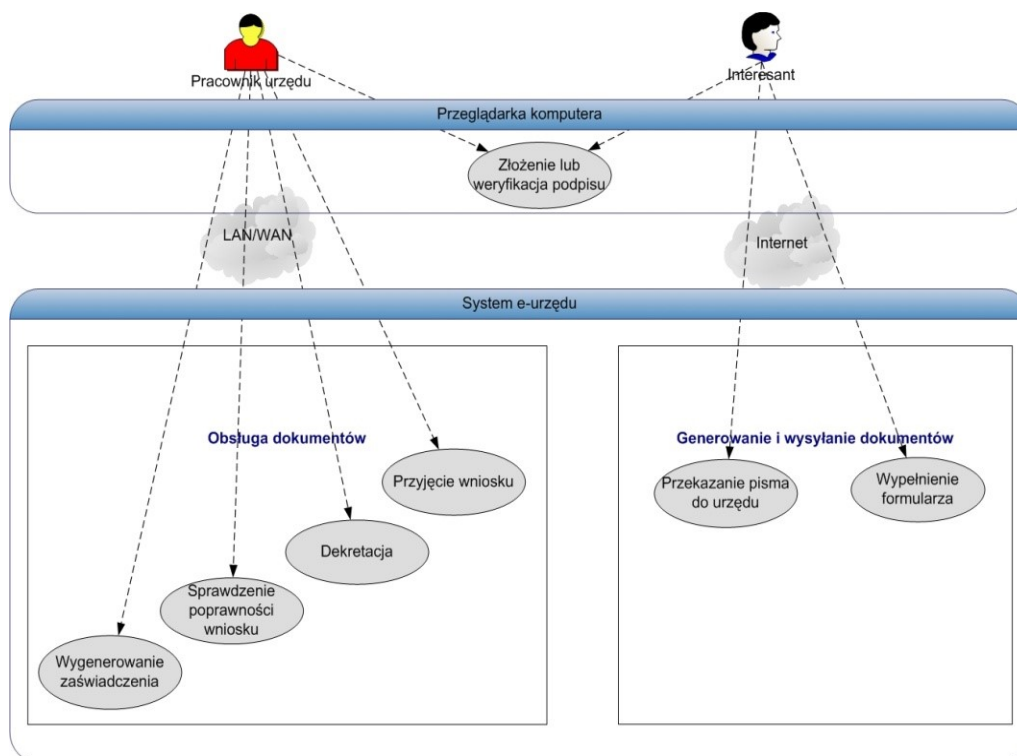 Pracownik urzędu
Interesant
Przeglądarka komputera
Złożenie lub
weryfikacja podpisu
LAN/WAN
Internet
System e-urzędu
Obsługa dokumentów
Generowanie i wysyłanie dokumentów
Przyjęcie wniosku
Przekazanie pisma
do urzędu
Wypełnienie
formularza
Dekretacja
Sprawdzenie
poprawności
wniosku
Wygenerowanie
zaświadczenia